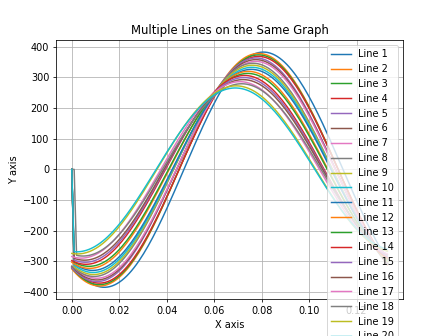 Multiple Lines on the Same Graph
Y axis
400
300
200
100
0
−100
−200
−300
−400
0.00
0.02
0.04
0.06
0.08
0.10
X axis
Line 1
Line 2
Line 3
Line 4
Line 5
Line 6
Line 7
Line 8
Line 9
Line 10
Line 11
Line 12
Line 13
Line 14
Line 15
Line 16
Line 17
Line 18
Line 19
Line 20